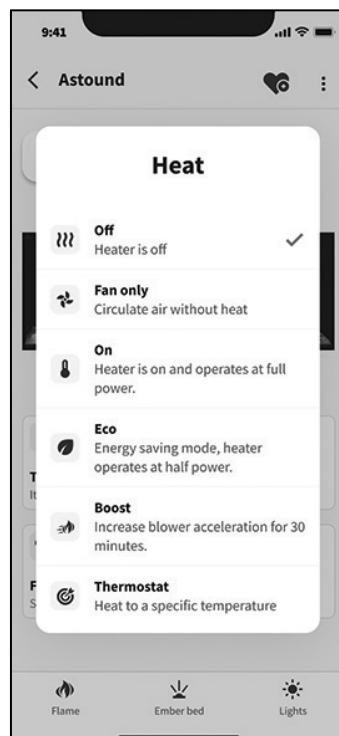 9:41
Astound
Heat
Off
Heater is off
Fan only
Circulate air without heat
On
Heater is on and operates at full
power.
Eco
Energy saving mode, heater
operates at half power.
Boost
Increase blower acceleration for 30
minutes.
T
It
Thermostat
Heat to a specific temperature
F
S
Flame
Ember bed
Lights